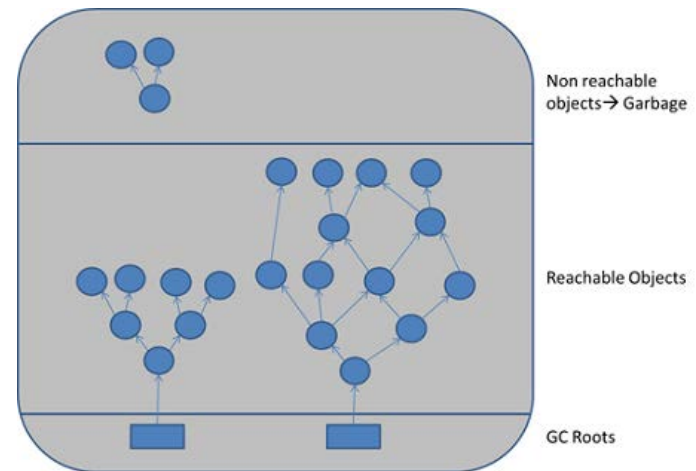 Non reachable
objects→ Garbage
Reachable Objects
GC Roots